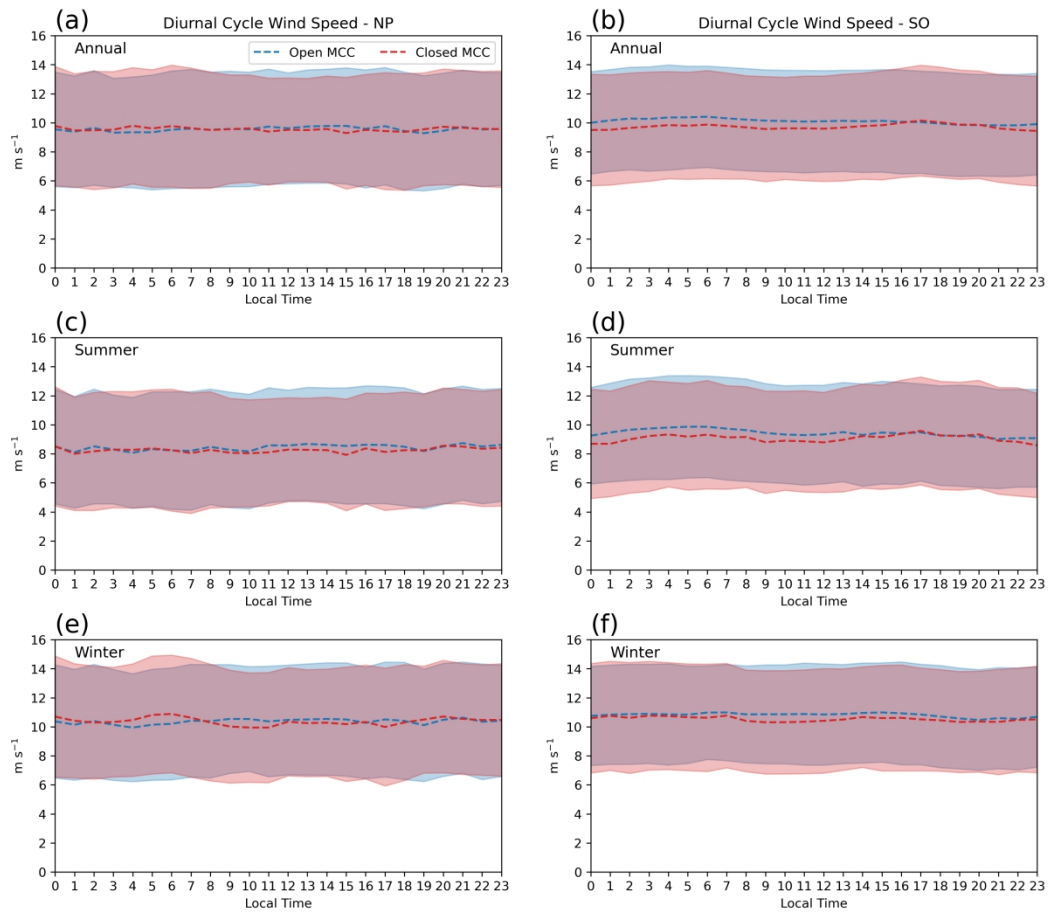 (a)
Diurnal Cycle Wind Speed - NP
Annual
Open MCC
Closed MCC
16
14
12
10
8
6
4
2
0
m s⁻¹
0 1 2 3 4 5 6 7 8 9 10 11 12 13 14 15 16 17 18 19 20 21 22 23
Local Time
(b)
Diurnal Cycle Wind Speed - SO
Annual
16
14
12
10
8
6
4
2
0
m s⁻¹
0 1 2 3 4 5 6 7 8 9 10 11 12 13 14 15 16 17 18 19 20 21 22 23
Local Time
(c)
Summer
16
14
12
10
8
6
4
2
0
m s⁻¹
0 1 2 3 4 5 6 7 8 9 10 11 12 13 14 15 16 17 18 19 20 21 22 23
Local Time
(d)
Summer
16
14
12
10
8
6
4
2
0
m s⁻¹
0 1 2 3 4 5 6 7 8 9 10 11 12 13 14 15 16 17 18 19 20 21 22 23
Local Time
(e)
Winter
16
14
12
10
8
6
4
2
0
m s⁻¹
0 1 2 3 4 5 6 7 8 9 10 11 12 13 14 15 16 17 18 19 20 21 22 23
Local Time
(f)
Winter
16
14
12
10
8
6
4
2
0
m s⁻¹
0 1 2 3 4 5 6 7 8 9 10 11 12 13 14 15 16 17 18 19 20 21 22 23
Local Time